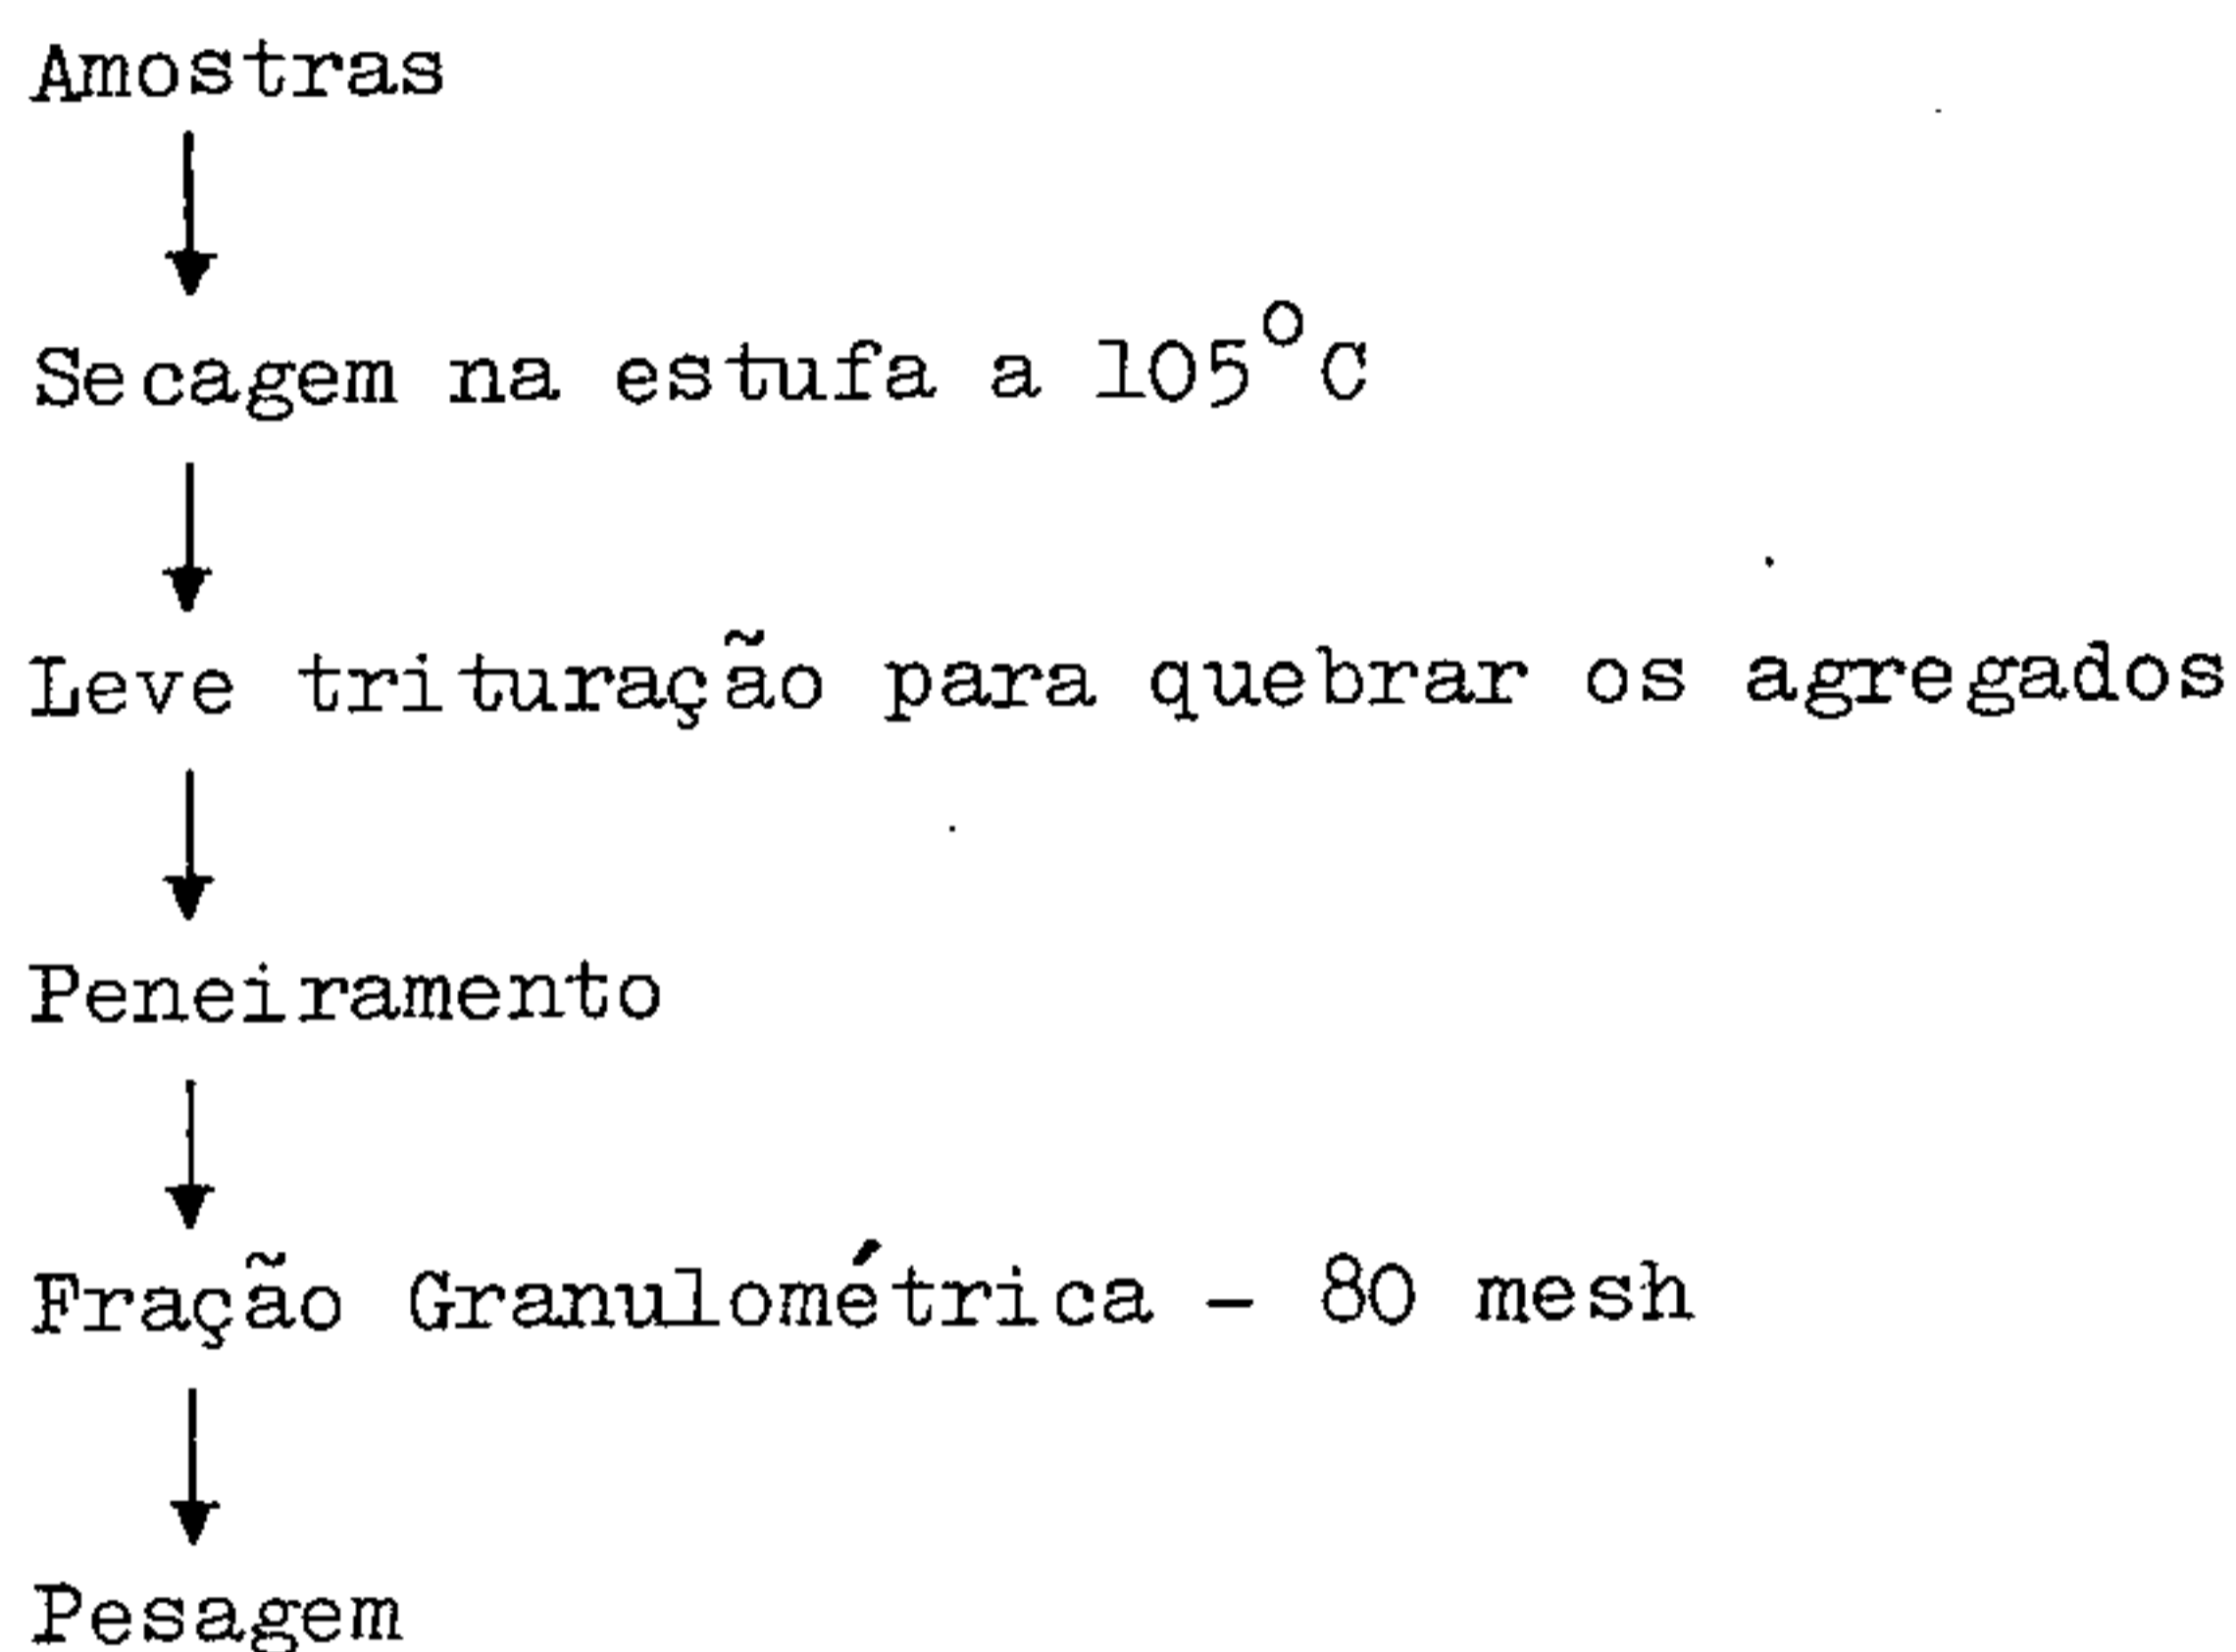 Amostras
Secagem na estufa a 105°C
Leve trituração para quebrar os agregados
Peneiramento
Fração Granulométrica - 80 mesh
Pesagem